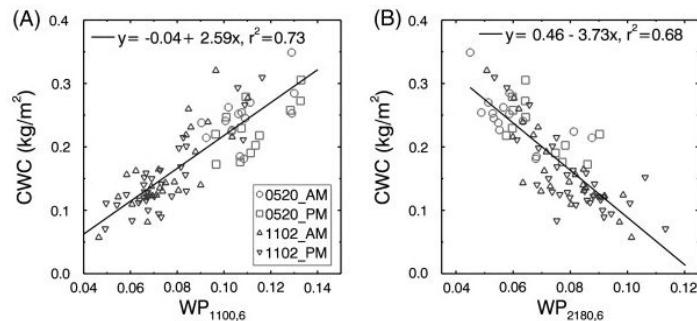 (A)
y= -0.04+ 2.59x, r²=0.73
0.4
0.3
0.2
0.1
0.0
CWC (kg/m²)
0520_AM
0520_PM
1102_AM
1102_PM
0.04 0.06 0.08 0.10 0.12 0.14
WP1100,6
(B)
y= 0.46 - 3.73x, r²=0.68
0.4
0.3
0.2
0.1
0.0
CWC (kg/m²)
0.04 0.06 0.08 0.10 0.12
WP2180,6